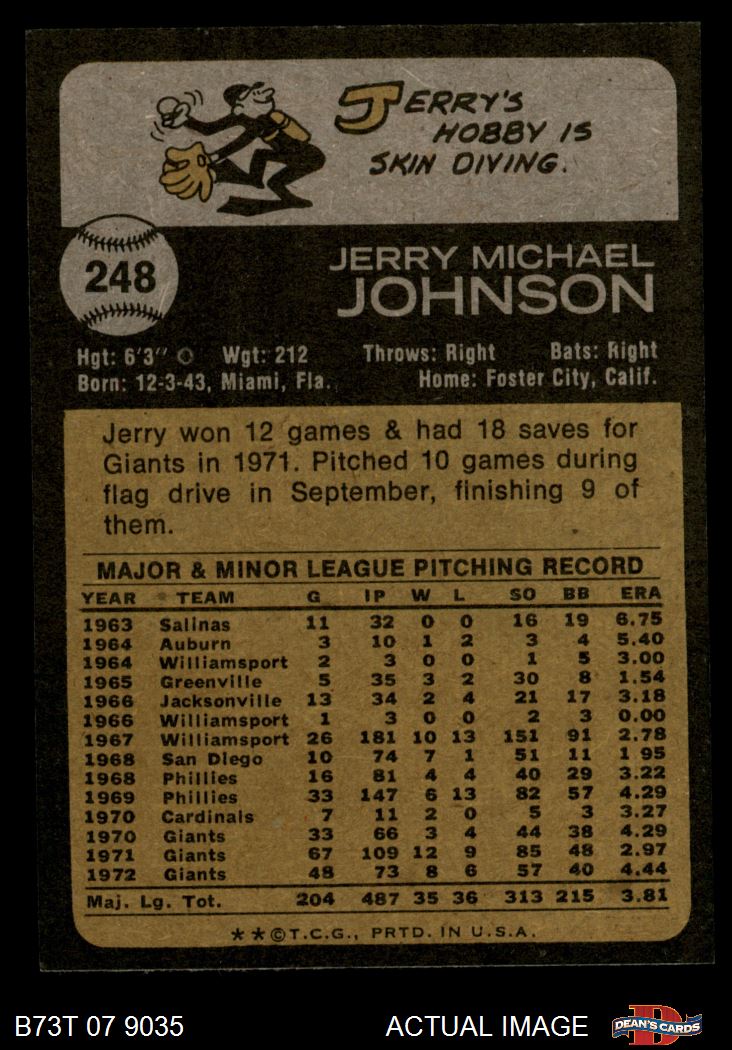 JERRY'S
HOBBY IS
SKIN DIVING.
248
JERRY MICHAEL
JOHNSON
Hgt: 6'3" Wgt: 212 Throws: Right Bats: Right
Born: 12-3-43, Miami, Fla. Home: Foster City, Calif.
Jerry won 12 games & had 18 saves for
Giants in 1971. Pitched 10 games during
flag drive in September, finishing 9 of
them.
MAJOR & MINOR LEAGUE PITCHING RECORD
YEAR TEAM G IP W L SO BB ERA
1963 Salinas 11 32 0 0 16 19 6.75
1964 Auburn 3 10 1 2 3 4 5.40
1964 Williamsport 2 3 0 0 1 5 3.00
1965 Greenville 5 35 3 2 30 8 1.54
1966 Jacksonville 13 34 2 4 21 17 3.18
1966 Williamsport 1 3 0 0 2 3 0.00
1967 Williamsport 26 181 10 13 151 91 2.78
1968 San Diego 10 74 7 1 51 11 1 95
1968 Phillies 16 81 4 4 40 29 3.22
1969 Phillies 33 147 6 13 82 57 4.29
1970 Cardinals 7 11 2 0 5 3 3.27
1970 Giants 33 66 3 4 44 38 4.29
1971 Giants 67 109 12 9 85 48 2.97
1972 Giants 48 73 8 6 57 40 4.44
Maj. Lg. Tot. 204 487 35 36 313 215 3.81
**©T.C.G., PRTD. IN U.S.A.
B73T 07 9035 ACTUAL IMAGE D DEAN'S CARDS